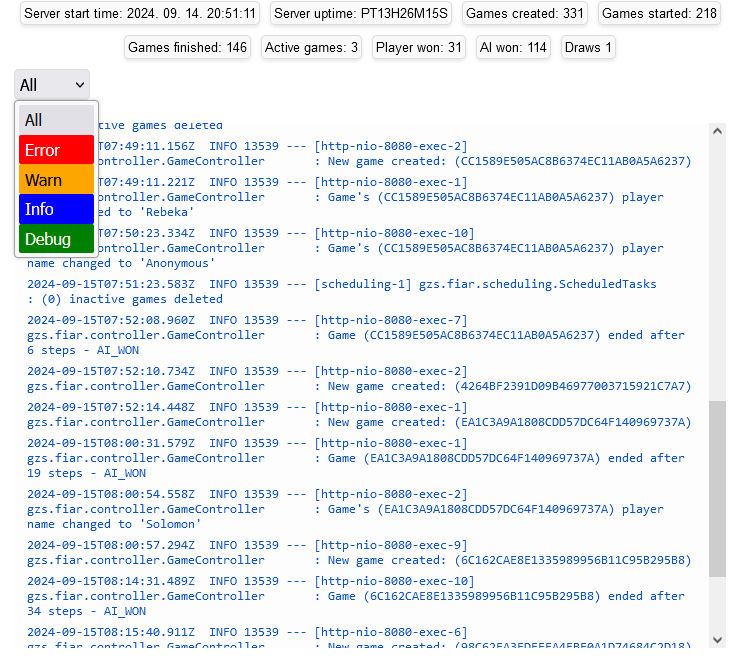 Server start time: 2024. 09. 14. 20:51:11 Server uptime: PT13H26M15S Games created: 331 Games started: 218
Games finished: 146 Active games: 3 Player won: 31 AI won: 114 Draws 1
All
All
Error
Warn
Info
Debug
ctive games deleted
T07:49:11.156Z  INFO 13539 --- [http-nio-8080-exec-2]
controller.GameController : New game created: (CC1589E505AC8B6374EC11AB0A5A6237)
T07:49:11.221Z  INFO 13539 --- [http-nio-8080-exec-1]
controller.GameController : Game's (CC1589E505AC8B6374EC11AB0A5A6237) player
ed to 'Rebeka'
T07:50:23.334Z  INFO 13539 --- [http-nio-8080-exec-10]
controller.GameController : Game's (CC1589E505AC8B6374EC11AB0A5A6237) player
name changed to 'Anonymous'
2024-09-15T07:51:23.583Z  INFO 13539 --- [scheduling-1] gzs.fiar.scheduling.ScheduledTasks
: (0) inactive games deleted
2024-09-15T07:52:08.960Z  INFO 13539 --- [http-nio-8080-exec-7]
gzs.fiar.controller.GameController : Game (CC1589E505AC8B6374EC11AB0A5A6237) ended after
6 steps - AI_WON
2024-09-15T07:52:10.734Z  INFO 13539 --- [http-nio-8080-exec-2]
gzs.fiar.controller.GameController : New game created: (4264BF2391D09B46977003715921C7A7)
2024-09-15T07:52:14.448Z  INFO 13539 --- [http-nio-8080-exec-1]
gzs.fiar.controller.GameController : New game created: (EA1C3A9A1808CDD57DC64F140969737A)
2024-09-15T08:00:31.579Z  INFO 13539 --- [http-nio-8080-exec-1]
gzs.fiar.controller.GameController : Game (EA1C3A9A1808CDD57DC64F140969737A) ended after
19 steps - AI_WON
2024-09-15T08:00:54.558Z  INFO 13539 --- [http-nio-8080-exec-2]
gzs.fiar.controller.GameController : Game's (EA1C3A9A1808CDD57DC64F140969737A) player
name changed to 'Solomon'
2024-09-15T08:00:57.294Z  INFO 13539 --- [http-nio-8080-exec-9]
gzs.fiar.controller.GameController : New game created: (6C162CAE8E1335989956B11C95B295B8)
2024-09-15T08:14:31.489Z  INFO 13539 --- [http-nio-8080-exec-10]
gzs.fiar.controller.GameController : Game (6C162CAE8E1335989956B11C95B295B8) ended after
34 steps - AI_WON
2024-09-15T08:15:40.911Z  INFO 13539 --- [http-nio-8080-exec-6]
gzs.fiar.controller.GameController : New game created: